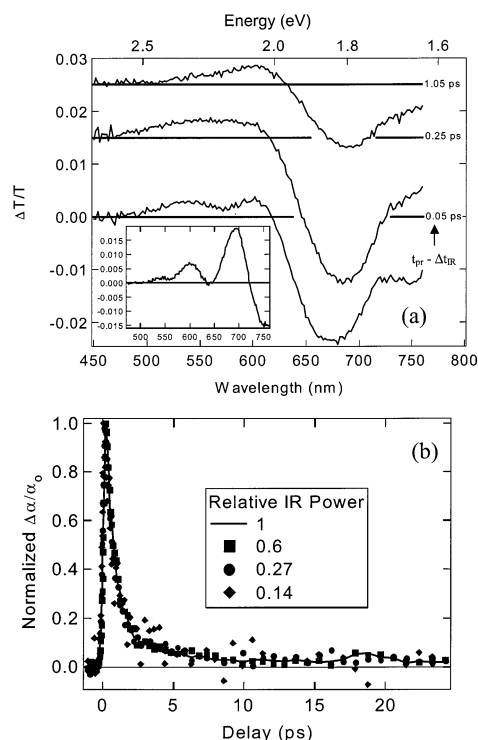 Energy (eV)
2.5 2.0 1.8 1.6
0.03
0.02
0.01
0.00
-0.01
-0.02
ΔT/T
1.05 ps
0.25 ps
0.05 ps
t_pr - Δt_IR
(a)
0.015
0.010
0.005
0.000
-0.005
-0.010
-0.015
500 550 600 650 700 750
450 500 550 600 650 700 750 800
Wavelength (nm)
(b)
1.0
0.8
0.6
0.4
0.2
0.0
Normalized Δα/α_o
Relative IR Power
1
0.6
0.27
0.14
0 5 10 15 20
Delay (ps)